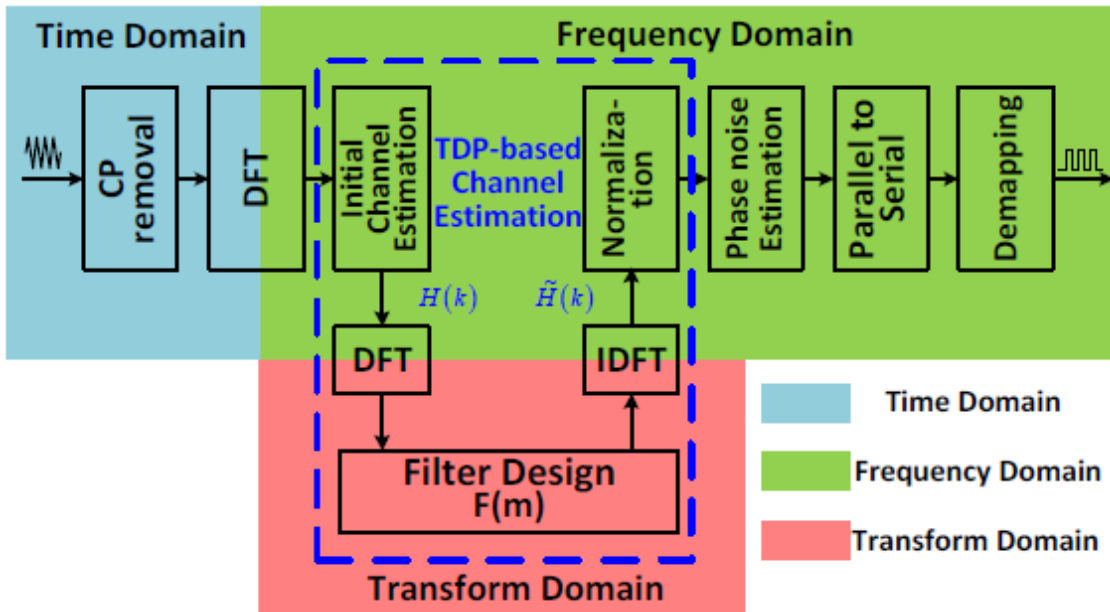 Time Domain
Frequency Domain
CP
removal
DFT
Initial
Channel
Estimation
TDP-based
Channel
Estimation
Normaliza-
tion
Phase noise
Estimation
Parallel to
Serial
Demapping
H(k)
H̃(k)
DFT
IDFT
Filter Design
F(m)
Transform Domain
Time Domain
Frequency Domain
Transform Domain